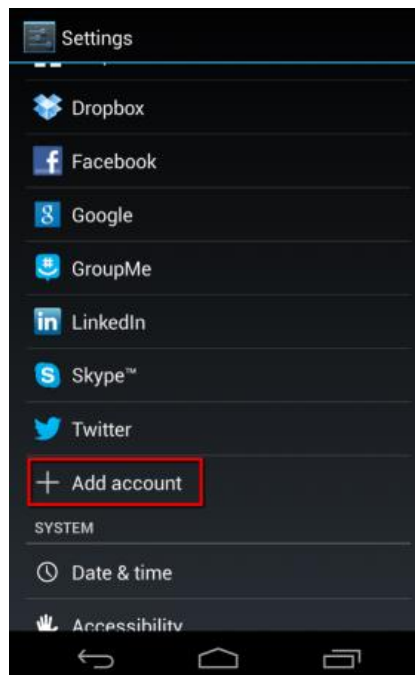 Settings
Dropbox
Facebook
Google
GroupMe
LinkedIn
Skype™
Twitter
Add account
SYSTEM
Date & time
Accessibility